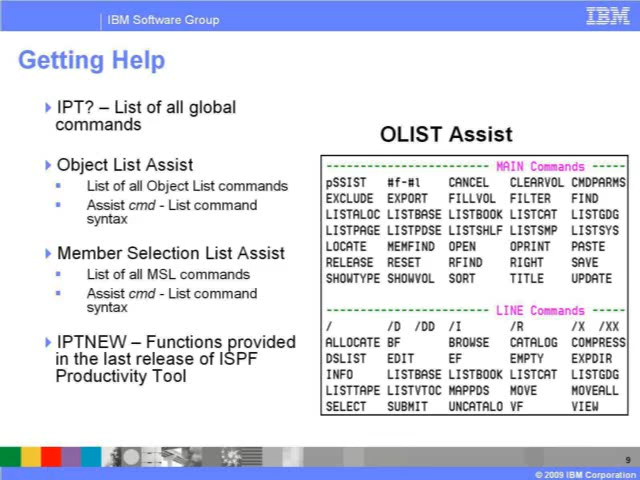 IBM Software Group
IBM
Getting Help
IPT? – List of all global
commands
Object List Assist
List of all Object List commands
Assist cmd - List command
syntax
Member Selection List Assist
List of all MSL commands
Assist cmd - List command
syntax
IPTNEW – Functions provided
in the last release of ISPF
Productivity Tool
OLIST Assist
MAIN Commands
pSSIST #f-#l CANCEL CLEARVOL CMDPARMS
EXCLUDE EXPORT FILLVOL FILTER FIND
LISTALOC LISTBASE LISTBOOK LISTCAT LISTGDG
LISTPAGE LISTPDSE LISTSHLF LISTSMP LISTSYS
LOCATE MEMFIND OPEN OPRINT PASTE
RELEASE RESET RFIND RIGHT SAVE
SHOWTYPE SHOWVOL SORT TITLE UPDATE
LINE Commands
/ /D /DD /I /R /X /XX
ALLOCATE BF BROWSE CATALOG COMPRESS
DSLIST EDIT EF EMPTY EXPDIR
INFO LISTBASE LISTBOOK LISTCAT LISTGDG
LISTTAPE LISTVTOC MAPPDS MOVE MOVEALL
SELECT SUBMIT UNCATALO VF VIEW
9
© 2009 IBM Corporation